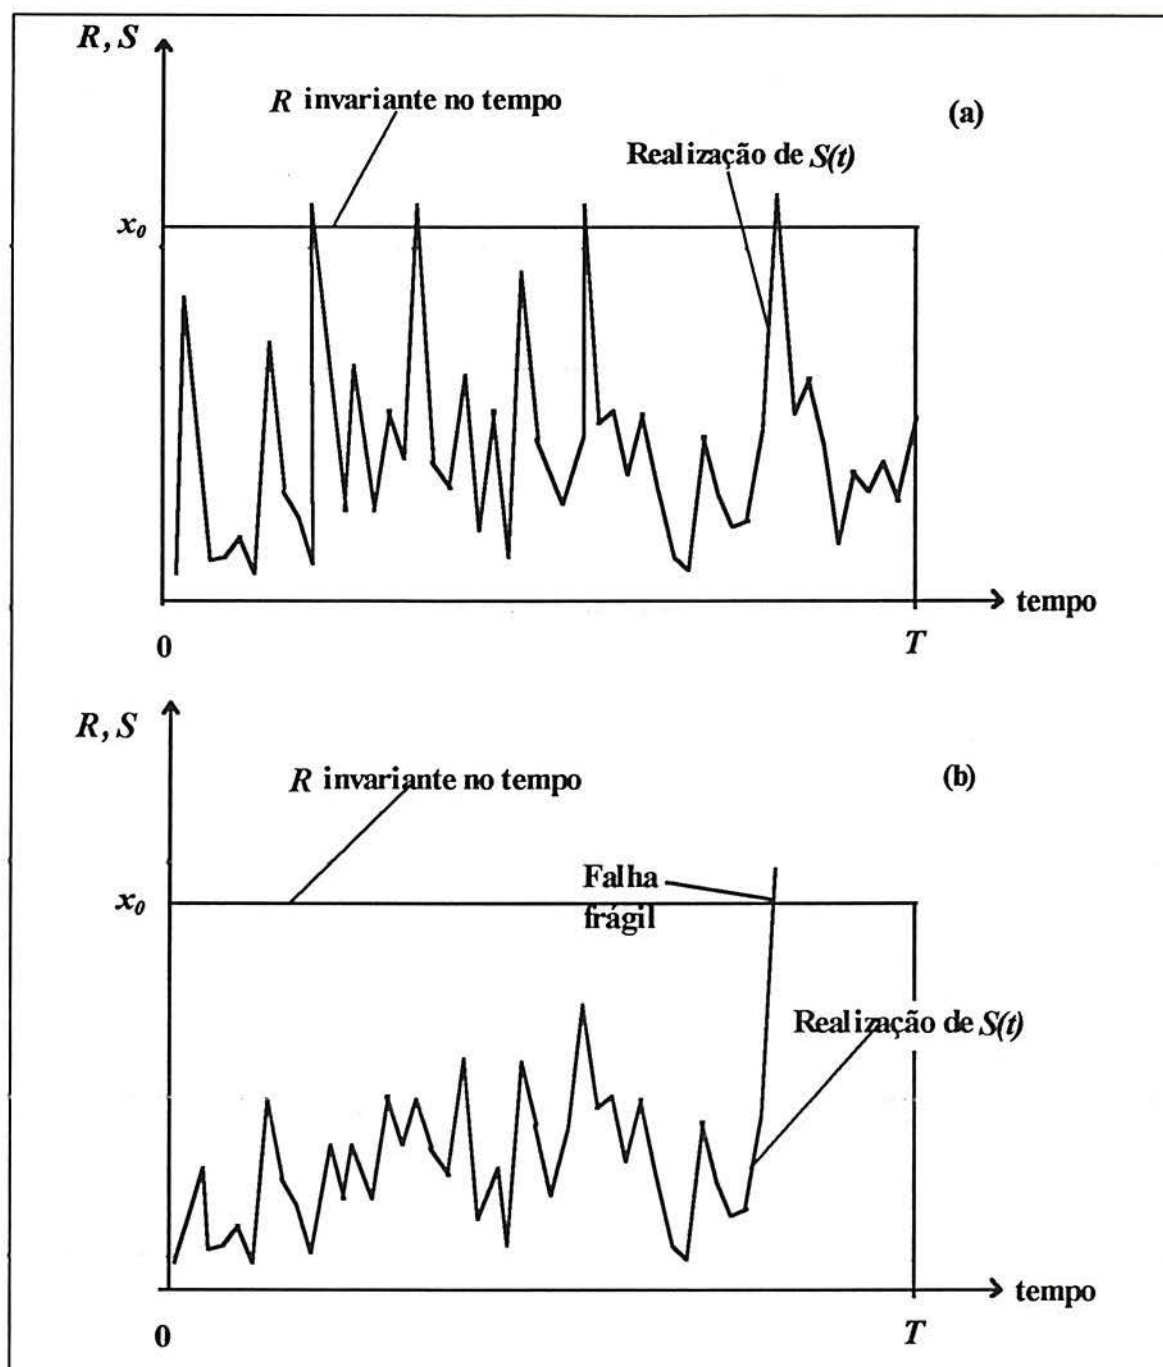 R, S
R invariante no tempo
(a)
Realização de S(t)
x₀
tempo
0
T
R, S
R invariante no tempo
(b)
Falha
x₀
frágil
Realização de S(t)
tempo
0
T